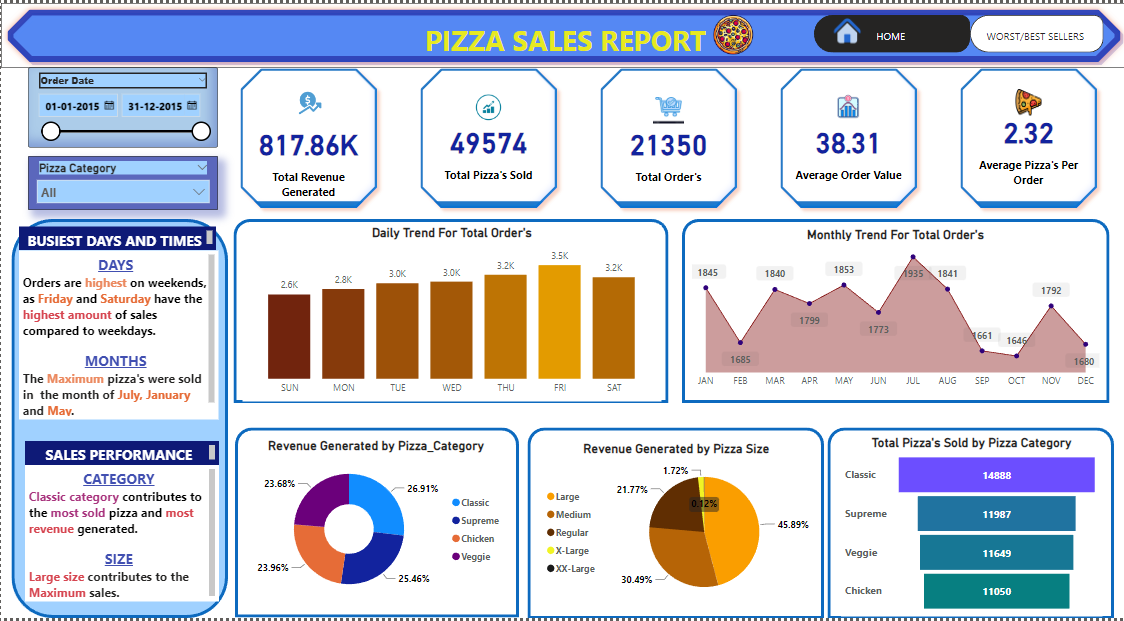 PIZZA SALES REPORT
HOME
WORST/BEST SELLERS
Order Date
01-01-2015
31-12-2015
Pizza Category
All
817.86K
Total Revenue
Generated
49574
Total Pizza's Sold
21350
Total Order's
38.31
Average Order Value
2.32
Average Pizza's Per
Order
BUSIEST DAYS AND TIMES
DAYS
Orders are highest on weekends,
as Friday and Saturday have the
highest amount of sales
compared to weekdays.
MONTHS
The Maximum pizza's were sold
in the month of July, January
and May.
SALES PERFORMANCE
CATEGORY
Classic category contributes to
the most sold pizza and most
revenue generated.
SIZE
Large size contributes to the
Maximum sales.
Daily Trend For Total Order's
2.6K
2.8K
3.0K
3.0K
3.2K
3.5K
3.2K
SUN
MON
TUE
WED
THU
FRI
SAT
Monthly Trend For Total Order's
1845
1685
1840
1799
1853
1773
1935
1841
1661
1646
1792
1680
JAN
FEB
MAR
APR
MAY
JUN
JUL
AUG
SEP
OCT
NOV
DEC
Revenue Generated by Pizza_Category
23.68%
26.91%
23.96%
25.46%
Classic
Supreme
Chicken
Veggie
Revenue Generated by Pizza Size
Large
Medium
Regular
X-Large
XX-Large
1.72%
21.77%
0.12%
45.89%
30.49%
Total Pizza's Sold by Pizza Category
Classic
14888
Supreme
11987
Veggie
11649
Chicken
11050